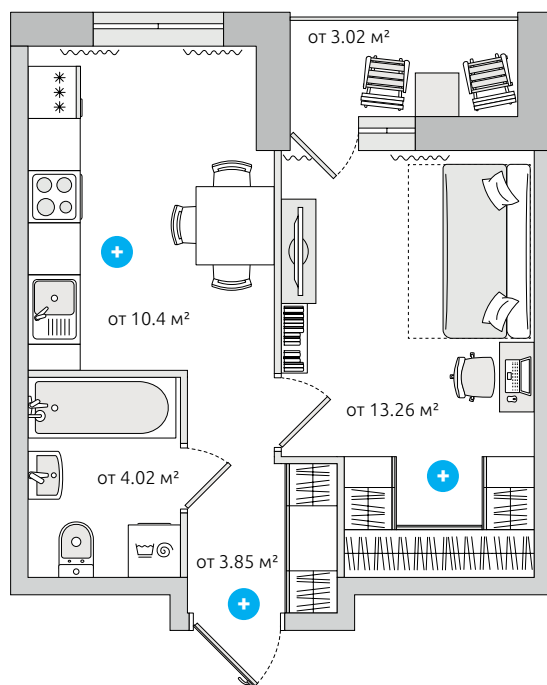 от 3.02 м²
от 10.4 м²
от 13.26 м²
от 4.02 м²
от 3.85 м²